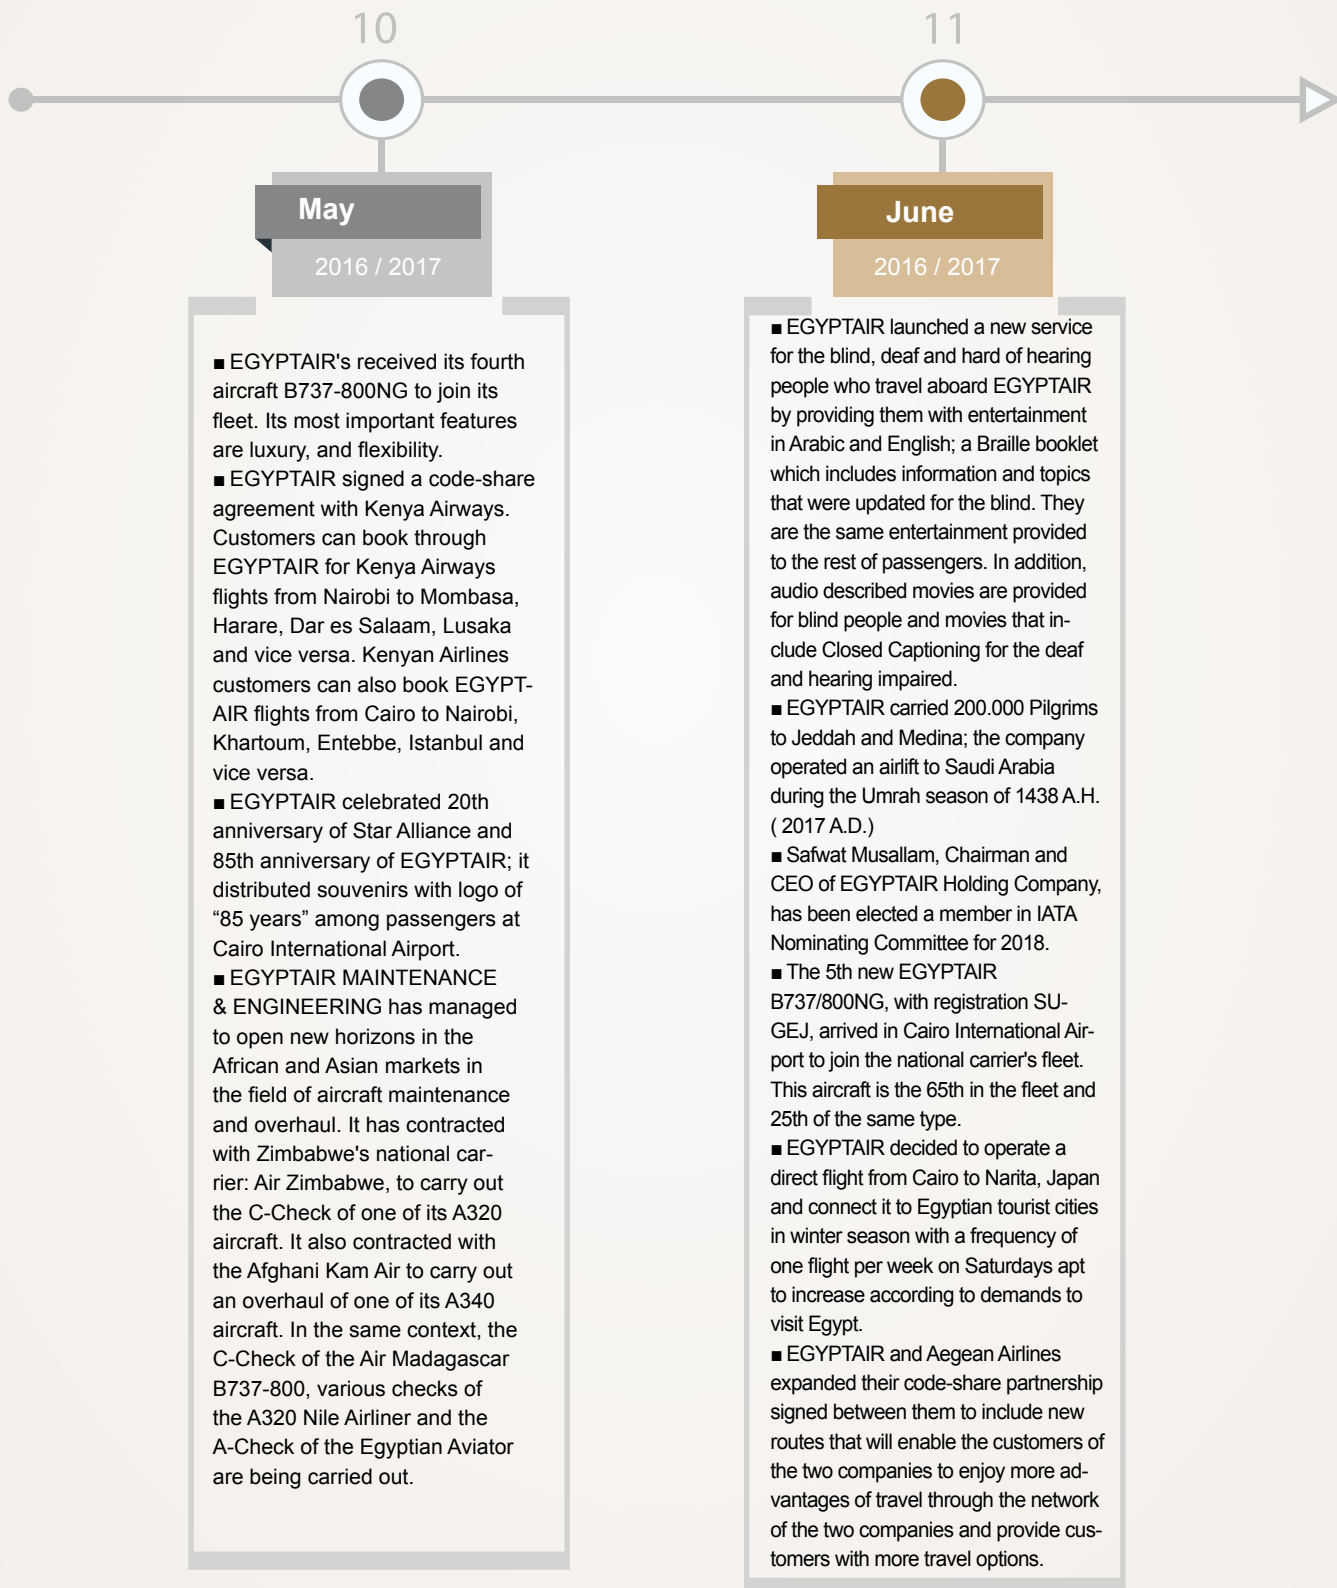 10
May
2016 / 2017
■ EGYPTAIR's received its fourth
aircraft B737-800NG to join its
fleet. Its most important features
are luxury, and flexibility.
■ EGYPTAIR signed a code-share
agreement with Kenya Airways.
Customers can book through
EGYPTAIR for Kenya Airways
flights from Nairobi to Mombasa,
Harare, Dar es Salaam, Lusaka
and vice versa. Kenyan Airlines
customers can also book EGYPT-
AIR flights from Cairo to Nairobi,
Khartoum, Entebbe, Istanbul and
vice versa.
■ EGYPTAIR celebrated 20th
anniversary of Star Alliance and
85th anniversary of EGYPTAIR; it
distributed souvenirs with logo of
“85 years” among passengers at
Cairo International Airport.
■ EGYPTAIR MAINTENANCE
& ENGINEERING has managed
to open new horizons in the
African and Asian markets in
the field of aircraft maintenance
and overhaul. It has contracted
with Zimbabwe's national car-
rier: Air Zimbabwe, to carry out
the C-Check of one of its A320
aircraft. It also contracted with
the Afghani Kam Air to carry out
an overhaul of one of its A340
aircraft. In the same context, the
C-Check of the Air Madagascar
B737-800, various checks of
the A320 Nile Airliner and the
A-Check of the Egyptian Aviator
are being carried out.
11
June
2016 / 2017
■ EGYPTAIR launched a new service
for the blind, deaf and hard of hearing
people who travel aboard EGYPTAIR
by providing them with entertainment
in Arabic and English; a Braille booklet
which includes information and topics
that were updated for the blind. They
are the same entertainment provided
to the rest of passengers. In addition,
audio described movies are provided
for blind people and movies that in-
clude Closed Captioning for the deaf
and hearing impaired.
■ EGYPTAIR carried 200.000 Pilgrims
to Jeddah and Medina; the company
operated an airlift to Saudi Arabia
during the Umrah season of 1438 A.H.
( 2017 A.D.)
■ Safwat Musallam, Chairman and
CEO of EGYPTAIR Holding Company,
has been elected a member in IATA
Nominating Committee for 2018.
■ The 5th new EGYPTAIR
B737/800NG, with registration SU-
GEJ, arrived in Cairo International Air-
port to join the national carrier's fleet.
This aircraft is the 65th in the fleet and
25th of the same type.
■ EGYPTAIR decided to operate a
direct flight from Cairo to Narita, Japan
and connect it to Egyptian tourist cities
in winter season with a frequency of
one flight per week on Saturdays apt
to increase according to demands to
visit Egypt.
■ EGYPTAIR and Aegean Airlines
expanded their code-share partnership
signed between them to include new
routes that will enable the customers of
the two companies to enjoy more ad-
vantages of travel through the network
of the two companies and provide cus-
tomers with more travel options.